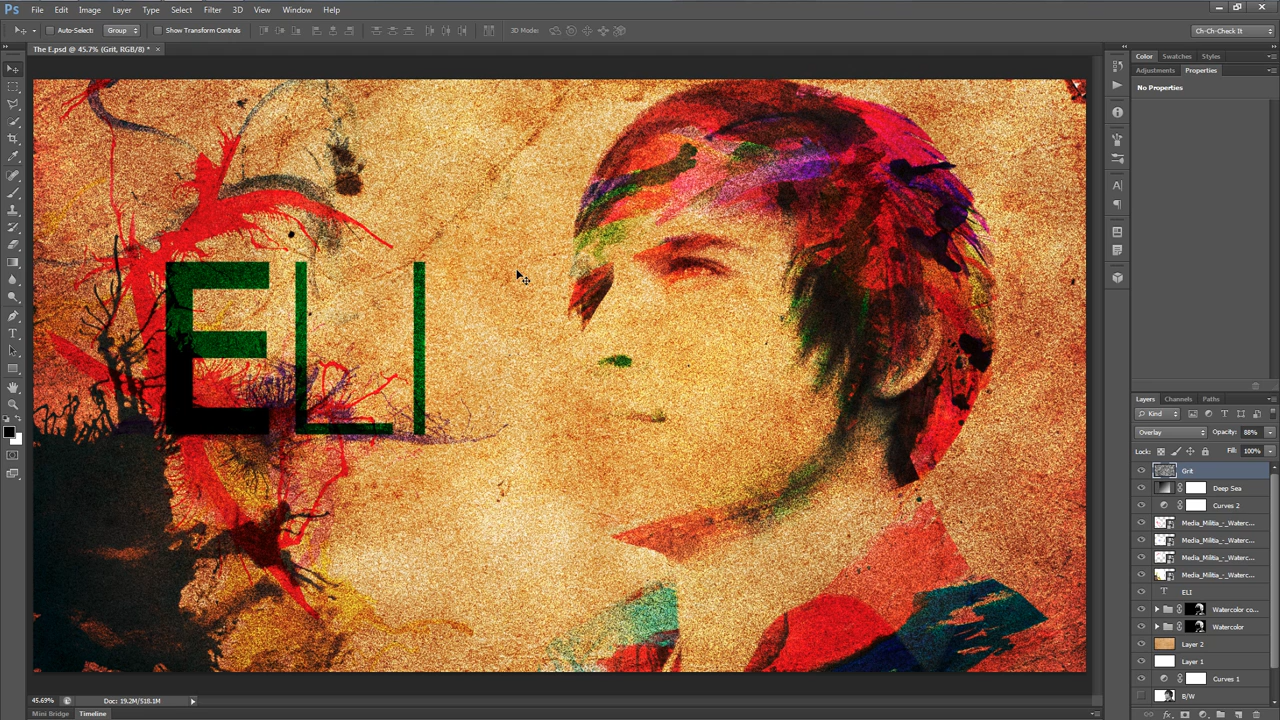 Ps File Edit Image Layer Type Select Filter 3D View Window Help
Auto-Select: Group Show Transform Controls 3D Mode: Ch-Ch-Check It
The E.psd @ 45.7% (Grit, RGB/8) * ×
Color Swatches Styles
Adjustments Properties
No Properties
ELI
Layers Channels Paths
Kind
Overlay Opacity: 88%
Lock: Fill: 100%
Grit
Deep Sea
Curves 2
Media_Militia_-_Waterc...
Media_Militia_-_Waterc...
Media_Militia_-_Waterc...
Media_Militia_-_Waterc...
T ELI
Watercolor co...
Watercolor
Layer 2
Layer 1
Curves 1
B/W
45.69% Doc: 19.2M/518.1M
Mini Bridge Timeline